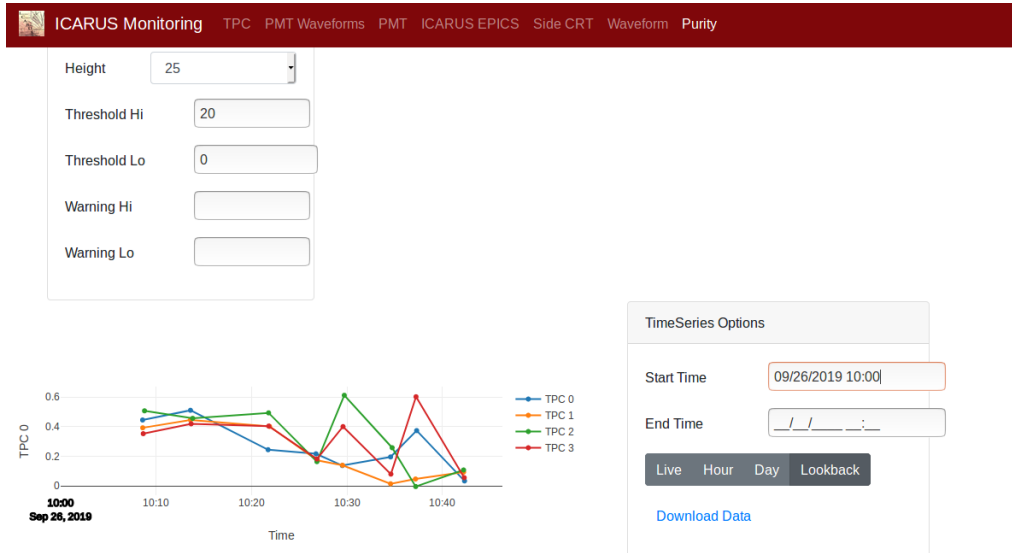 ICARUS Monitoring TPC PMT Waveforms PMT ICARUS EPICS Side CRT Waveform Purity
Height 25
Threshold Hi 20
Threshold Lo 0
Warning Hi
Warning Lo
TimeSeries Options
Start Time 09/26/2019 10:00
End Time __/__/____ __:__
Live Hour Day Lookback
Download Data
TPC 0
0.6
0.4
0.2
0
10:00 10:10 10:20 10:30 10:40
Sep 26, 2019
Time
TPC 0
TPC 1
TPC 2
TPC 3